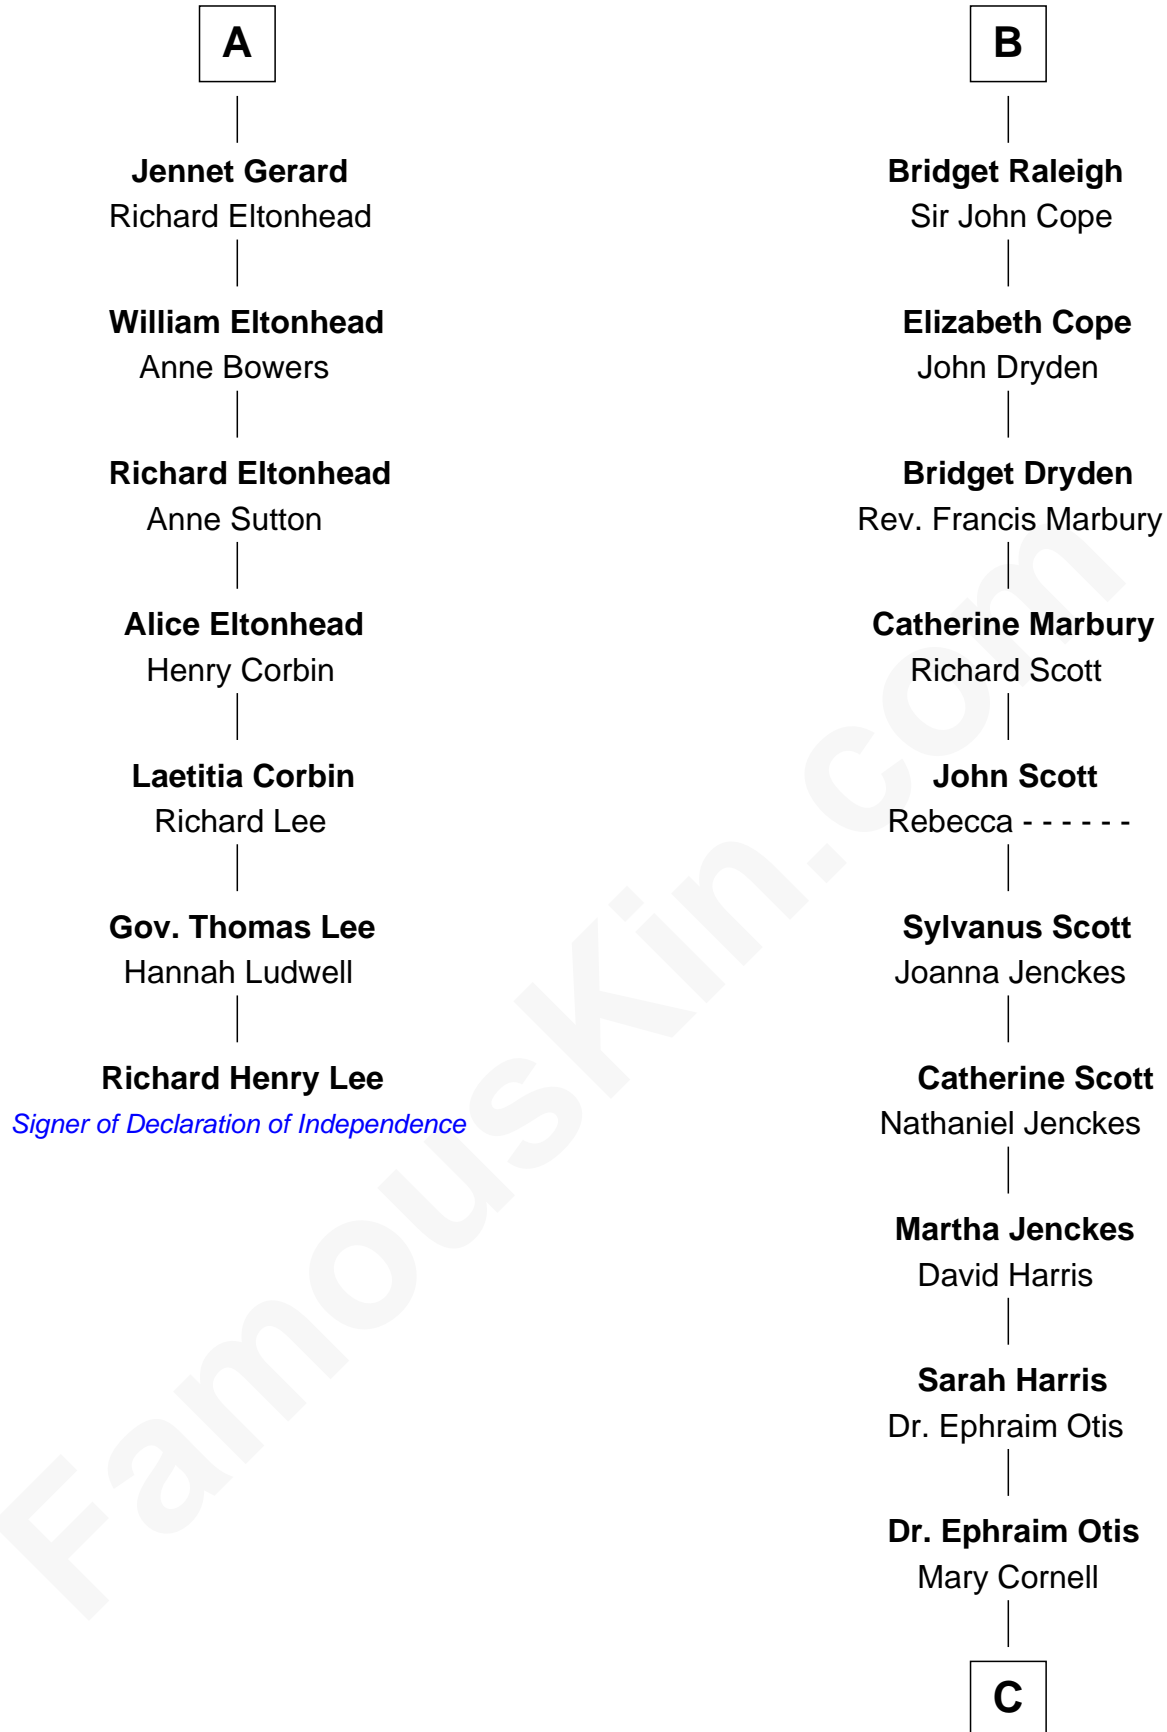 A
Jennet Gerard
Richard Eltonhead
William Eltonhead
Anne Bowers
Richard Eltonhead
Anne Sutton
Alice Eltonhead
Henry Corbin
Laetitia Corbin
Richard Lee
Gov. Thomas Lee
Hannah Ludwell
Richard Henry Lee
Signer of Declaration of Independence
B
Bridget Raleigh
Sir John Cope
Elizabeth Cope
John Dryden
Bridget Dryden
Rev. Francis Marbury
Catherine Marbury
Richard Scott
John Scott
Rebecca - - - - - -
Sylvanus Scott
Joanna Jenckes
Catherine Scott
Nathaniel Jenckes
Martha Jenckes
David Harris
Sarah Harris
Dr. Ephraim Otis
Dr. Ephraim Otis
Mary Cornell
C
FamousKin.com